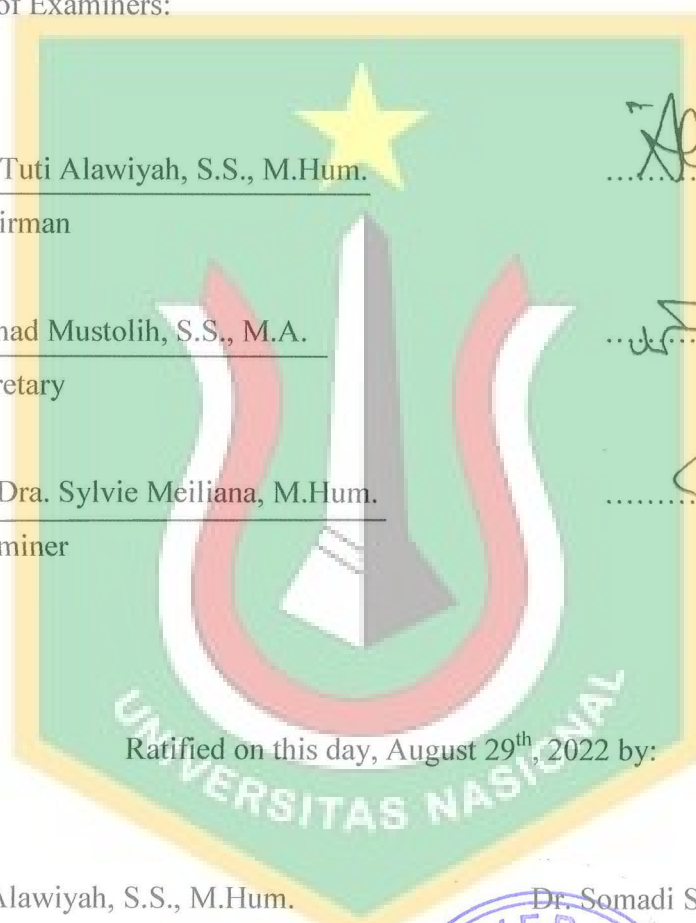 of Examiners:
Tuti Alawiyah, S.S., M.Hum.
irman
nad Mustolih, S.S., M.A.
retary
Dra. Sylvie Meiliana, M.Hum.
miner
Ratified on this day, August 29th, 2022 by:
UNIVERSITAS NASIONAL
Alawiyah, S.S., M.Hum.
Dr. Somadi S